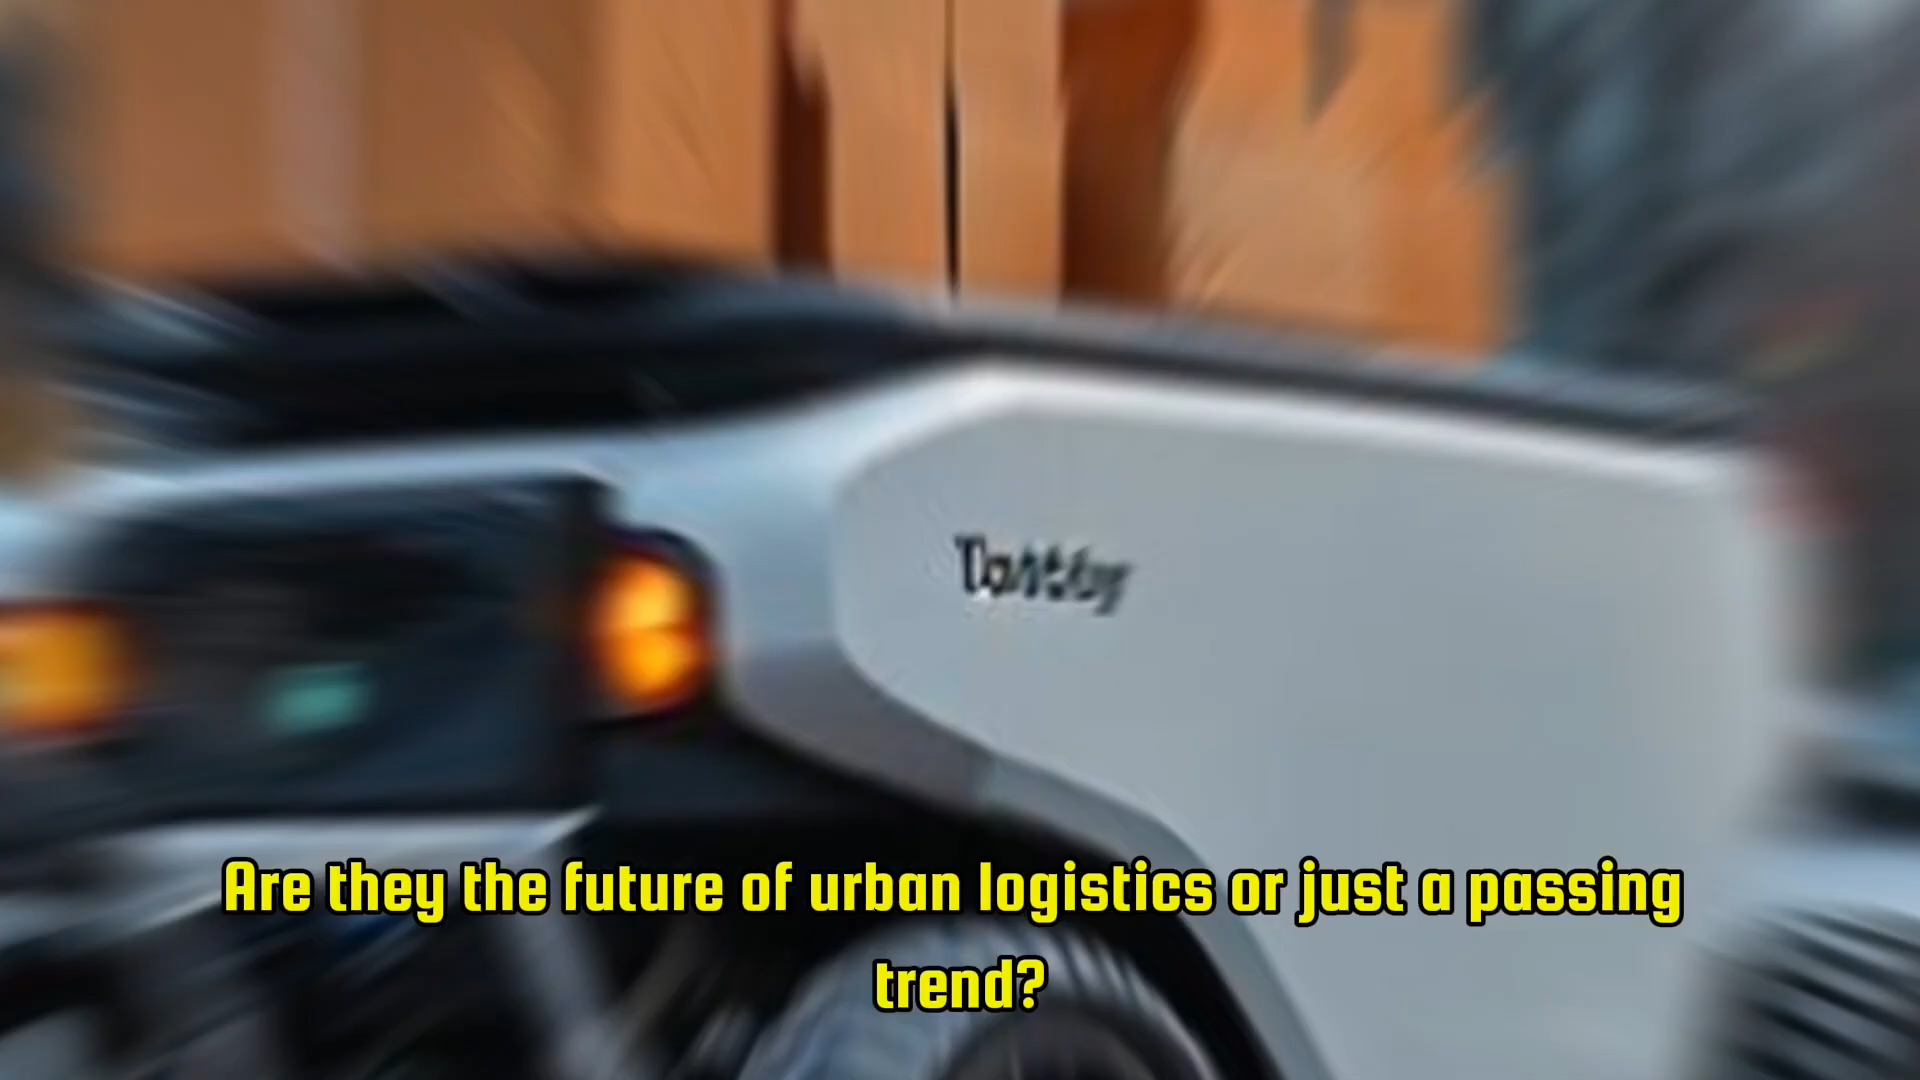 Are they the future of urban logistics or just a passing
trend?